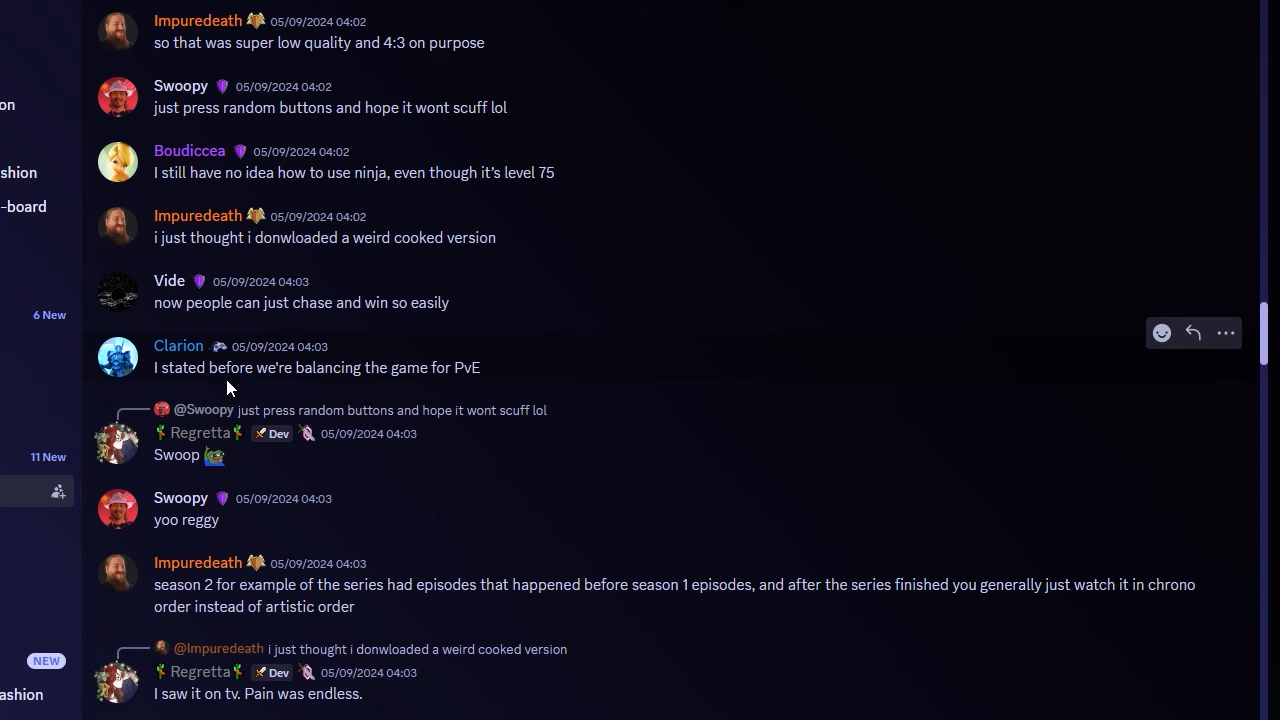 Impuredeath 05/09/2024 04:02
so that was super low quality and 4:3 on purpose
on
Swoopy 05/09/2024 04:02
just press random buttons and hope it wont scuff lol
Boudiccea 05/09/2024 04:02
shion
I still have no idea how to use ninja, even though it's level 75
-board
Impuredeath 05/09/2024 04:02
i just thought i donwloaded a weird cooked version
Vide 05/09/2024 04:03
now people can just chase and win so easily
6 New
Clarion 05/09/2024 04:03
I stated before we're balancing the game for PvE
@Swoopy just press random buttons and hope it wont scuff lol
Regretta Dev 05/09/2024 04:03
Swoop
11 New
Swoopy 05/09/2024 04:03
yoo reggy
Impuredeath 05/09/2024 04:03
season 2 for example of the series had episodes that happened before season 1 episodes, and after the series finished you generally just watch it in chrono
order instead of artistic order
@Impuredeath i just thought i donwloaded a weird cooked version
NEW
Regretta Dev 05/09/2024 04:03
I saw it on tv. Pain was endless.
ashion